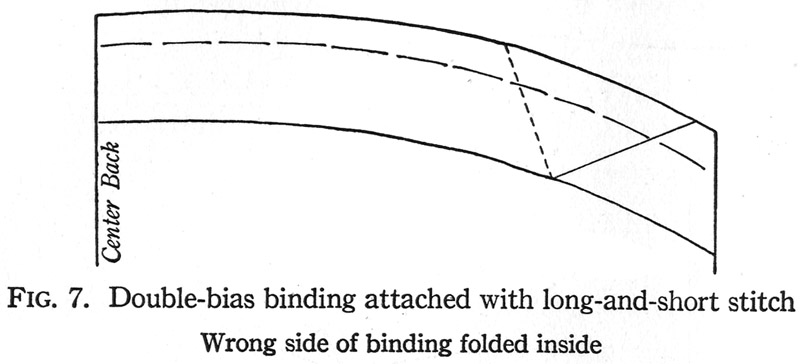 Center Back
FIG. 7. Double-bias binding attached with long-and-short stitch
Wrong side of binding folded inside